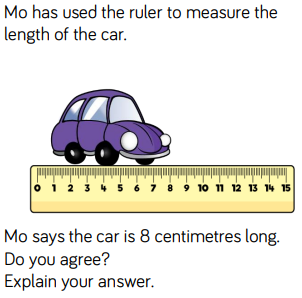 Mo has used the ruler to measure the
length of the car.
0 1 2 3 4 5 6 7 8 9 10 11 12 13 14 15
Mo says the car is 8 centimetres long.
Do you agree?
Explain your answer.